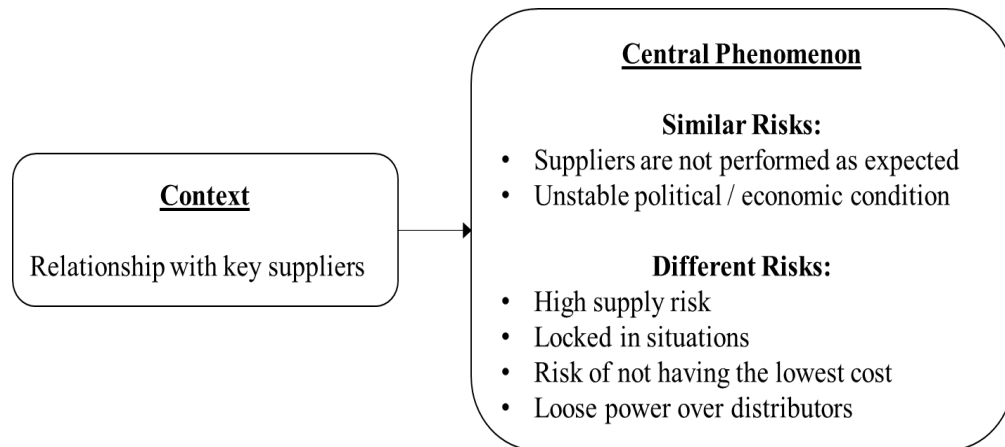 Context
Relationship with key suppliers
Central Phenomenon
Similar Risks:
• Suppliers are not performed as expected
• Unstable political / economic condition
Different Risks:
• High supply risk
• Locked in situations
• Risk of not having the lowest cost
• Loose power over distributors